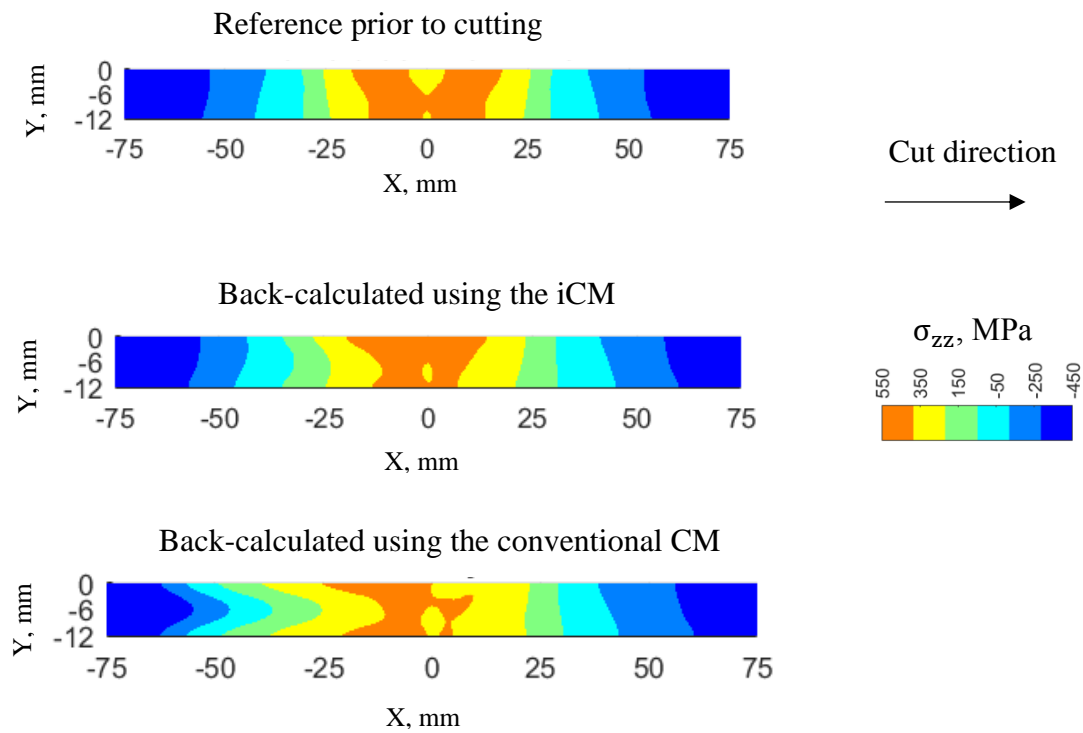 Reference prior to cutting
Y, mm
0
-6
-12
-75 -50 -25 0 25 50 75
X, mm
Cut direction
Back-calculated using the iCM
Y, mm
0
-6
-12
-75 -50 -25 0 25 50 75
X, mm
σzz, MPa
550 350 150 -50 -250 -450
Back-calculated using the conventional CM
Y, mm
0
-6
-12
-75 -50 -25 0 25 50 75
X, mm